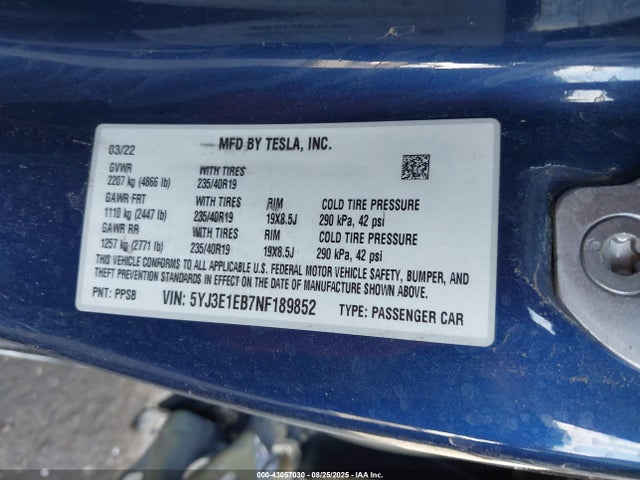 03/22 MFD BY TESLA, INC.
GVWR WITH TIRES
2207 kg (4866 lb) 235/40R19
GAWR FRT WITH TIRES RIM COLD TIRE PRESSURE
1110 kg (2447 lb) 235/40R19 19X8.5J 290 kPa, 42 psi
GAWR RR WITH TIRES RIM COLD TIRE PRESSURE
1257 kg (2771 lb) 235/40R19 19X8.5J 290 kPa, 42 psi
THIS VEHICLE CONFORMS TO ALL APPLICABLE U.S. FEDERAL MOTOR VEHICLE SAFETY, BUMPER, AND
THEFT PREVENTION STANDARDS IN EFFECT ON THE DATE OF MANUFACTURE SHOWN ABOVE.
PNT: PPSB VIN: 5YJ3E1EB7NF189852 TYPE: PASSENGER CAR
000-43057030 - 08/25/2025 - IAA Inc.